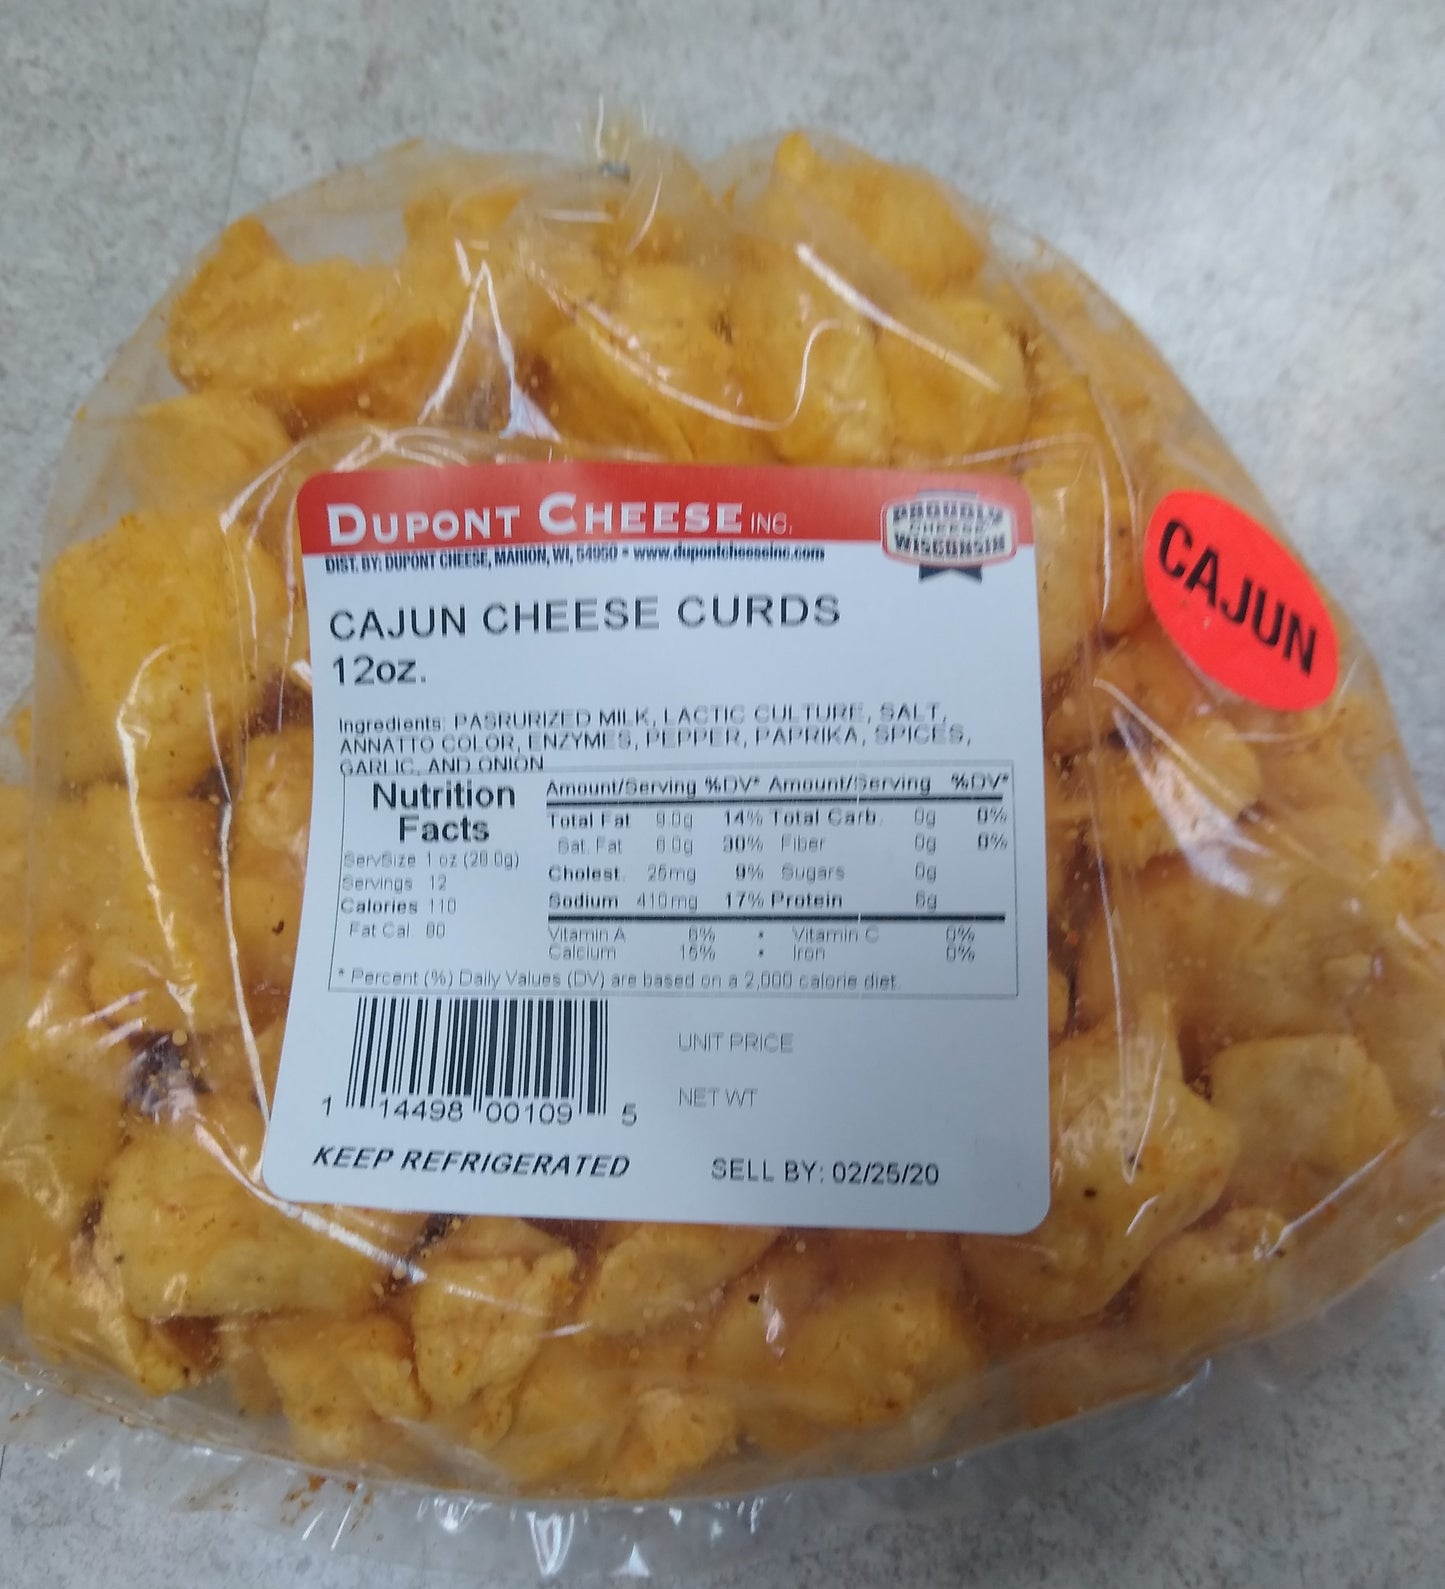 DUPONT CHEESE INC.
PROUDLY
CHEESE
WISCONSIN
DIST. BY: DUPONT CHEESE, MARION, WI, 54950 • www.dupontcheeseinc.com
CAJUN
CAJUN CHEESE CURDS
12oz.
Ingredients: PASRURIZED MILK, LACTIC CULTURE, SALT,
ANNATTO COLOR, ENZYMES, PEPPER, PAPRIKA, SPICES,
GARLIC, AND ONION
Nutrition
Facts
ServSize 1 oz (28.0g)
Servings 12
Calories 110
Fat Cal. 80
Amount/Serving %DV* Amount/Serving %DV*
Total Fat 9.0g 14% Total Carb. 0g 0%
Sat. Fat 6.0g 30% Fiber 0g 0%
Cholest. 25mg 9% Sugars 0g
Sodium 410mg 17% Protein 6g
Vitamin A 6% • Vitamin C 0%
Calcium 15% • Iron 0%
* Percent (%) Daily Values (DV) are based on a 2,000 calorie diet.
1 14498 00109 5
UNIT PRICE
NET WT
KEEP REFRIGERATED
SELL BY: 02/25/20